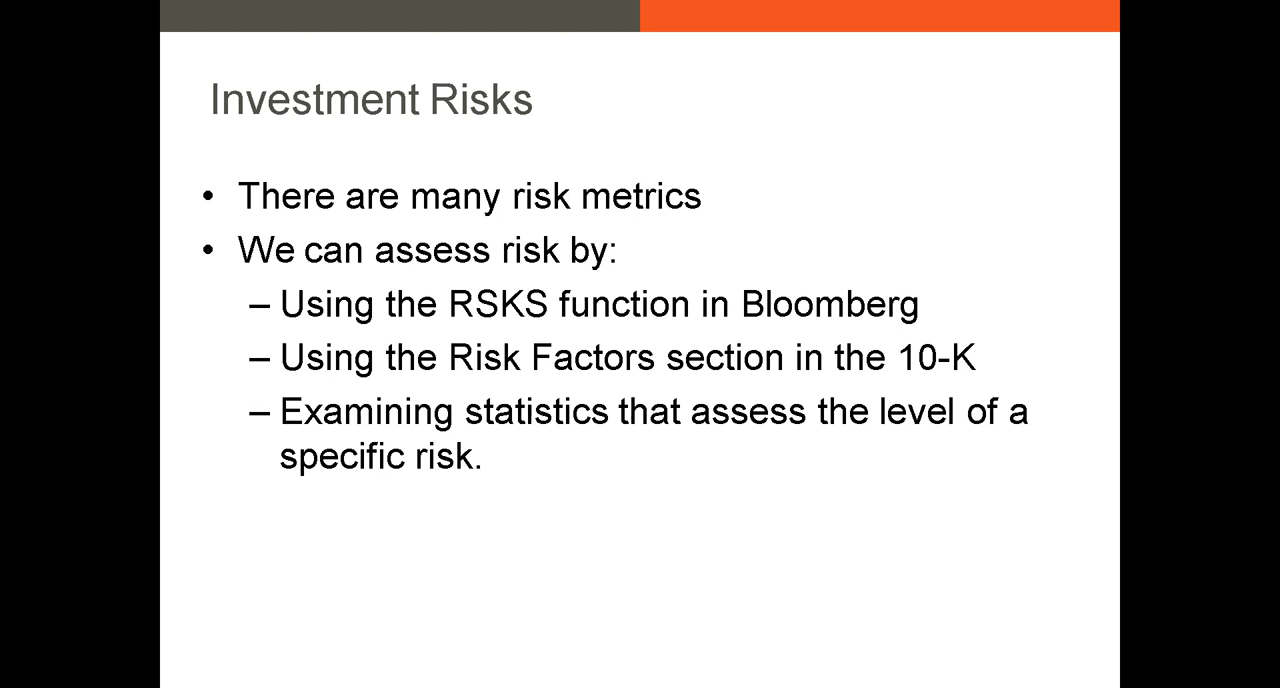 Investment Risks
• There are many risk metrics
• We can assess risk by:
– Using the RSKS function in Bloomberg
– Using the Risk Factors section in the 10-K
– Examining statistics that assess the level of a
specific risk.